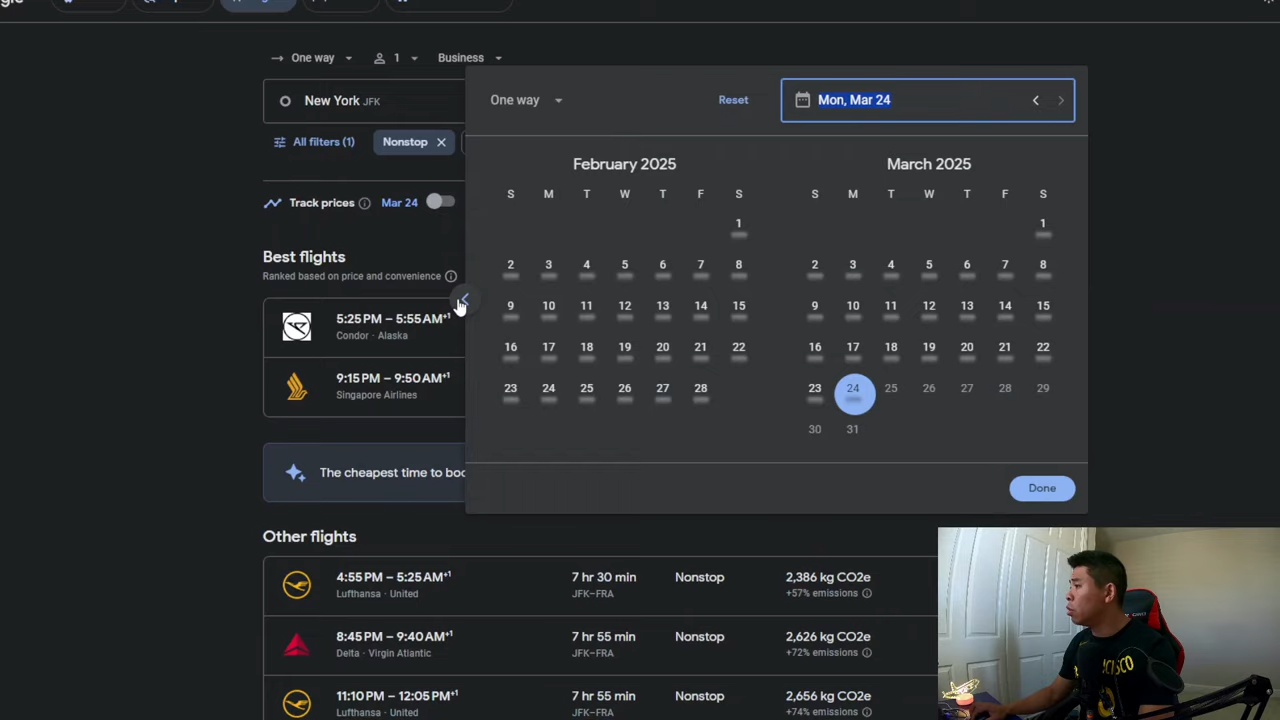 One way 1 Business
New York JFK
All filters (1) Nonstop
Track prices Mar 24
Best flights
Ranked based on price and convenience
5:25 PM – 5:55 AM+1
Condor · Alaska
9:15 PM – 9:50 AM+1
Singapore Airlines
The cheapest time to boo
One way Reset Mon, Mar 24
February 2025
S M T W T F S
1
2 3 4 5 6 7 8
9 10 11 12 13 14 15
16 17 18 19 20 21 22
23 24 25 26 27 28
March 2025
S M T W T F S
1
2 3 4 5 6 7 8
9 10 11 12 13 14 15
16 17 18 19 20 21 22
23 24 25 26 27 28 29
30 31
Done
Other flights
4:55 PM – 5:25 AM+1 7 hr 30 min Nonstop 2,386 kg CO2e
Lufthansa · United JFK–FRA +57% emissions
8:45 PM – 9:40 AM+1 7 hr 55 min Nonstop 2,626 kg CO2e
Delta · Virgin Atlantic JFK–FRA +72% emissions
11:10 PM – 12:05 PM+1 7 hr 55 min Nonstop 2,656 kg CO2e
Lufthansa · United JFK–FRA +74% emissions